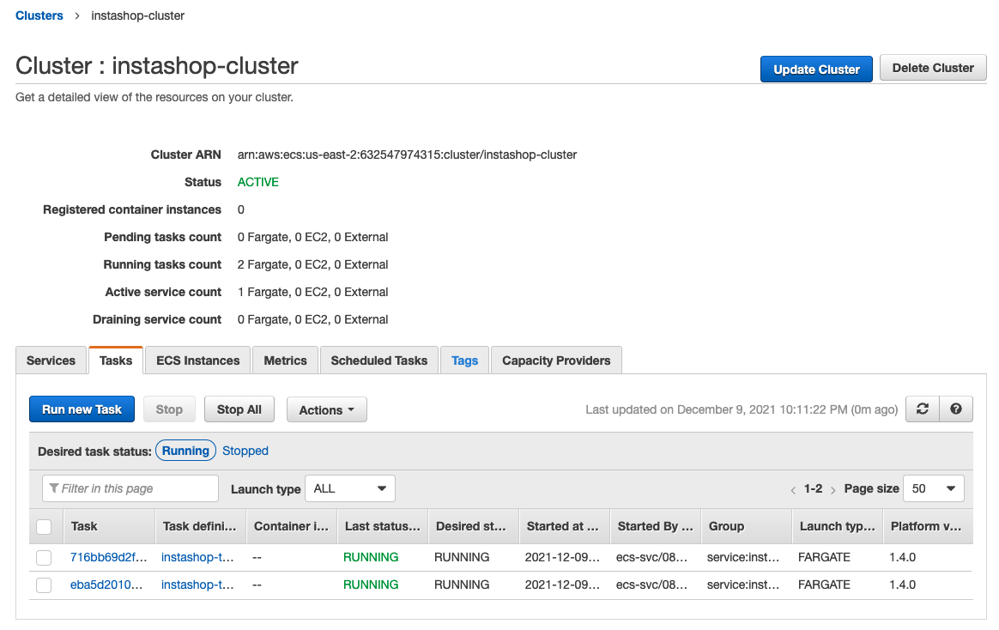 Clusters > instashop-cluster
Cluster : instashop-cluster
Update Cluster Delete Cluster
Get a detailed view of the resources on your cluster.
Cluster ARN arn:aws:ecs:us-east-2:632547974315:cluster/instashop-cluster
Status ACTIVE
Registered container instances 0
Pending tasks count 0 Fargate, 0 EC2, 0 External
Running tasks count 2 Fargate, 0 EC2, 0 External
Active service count 1 Fargate, 0 EC2, 0 External
Draining service count 0 Fargate, 0 EC2, 0 External
Services Tasks ECS Instances Metrics Scheduled Tasks Tags Capacity Providers
Run new Task Stop Stop All Actions Last updated on December 9, 2021 10:11:22 PM (0m ago)
Desired task status: Running Stopped
Filter in this page Launch type ALL < 1-2 > Page size 50
Task Task defini... Container i... Last status... Desired st... Started at ... Started By ... Group Launch typ... Platform v...
716bb69d2f... instashop-t... -- RUNNING RUNNING 2021-12-09... ecs-svc/08... service:inst... FARGATE 1.4.0
eba5d2010... instashop-t... -- RUNNING RUNNING 2021-12-09... ecs-svc/08... service:inst... FARGATE 1.4.0